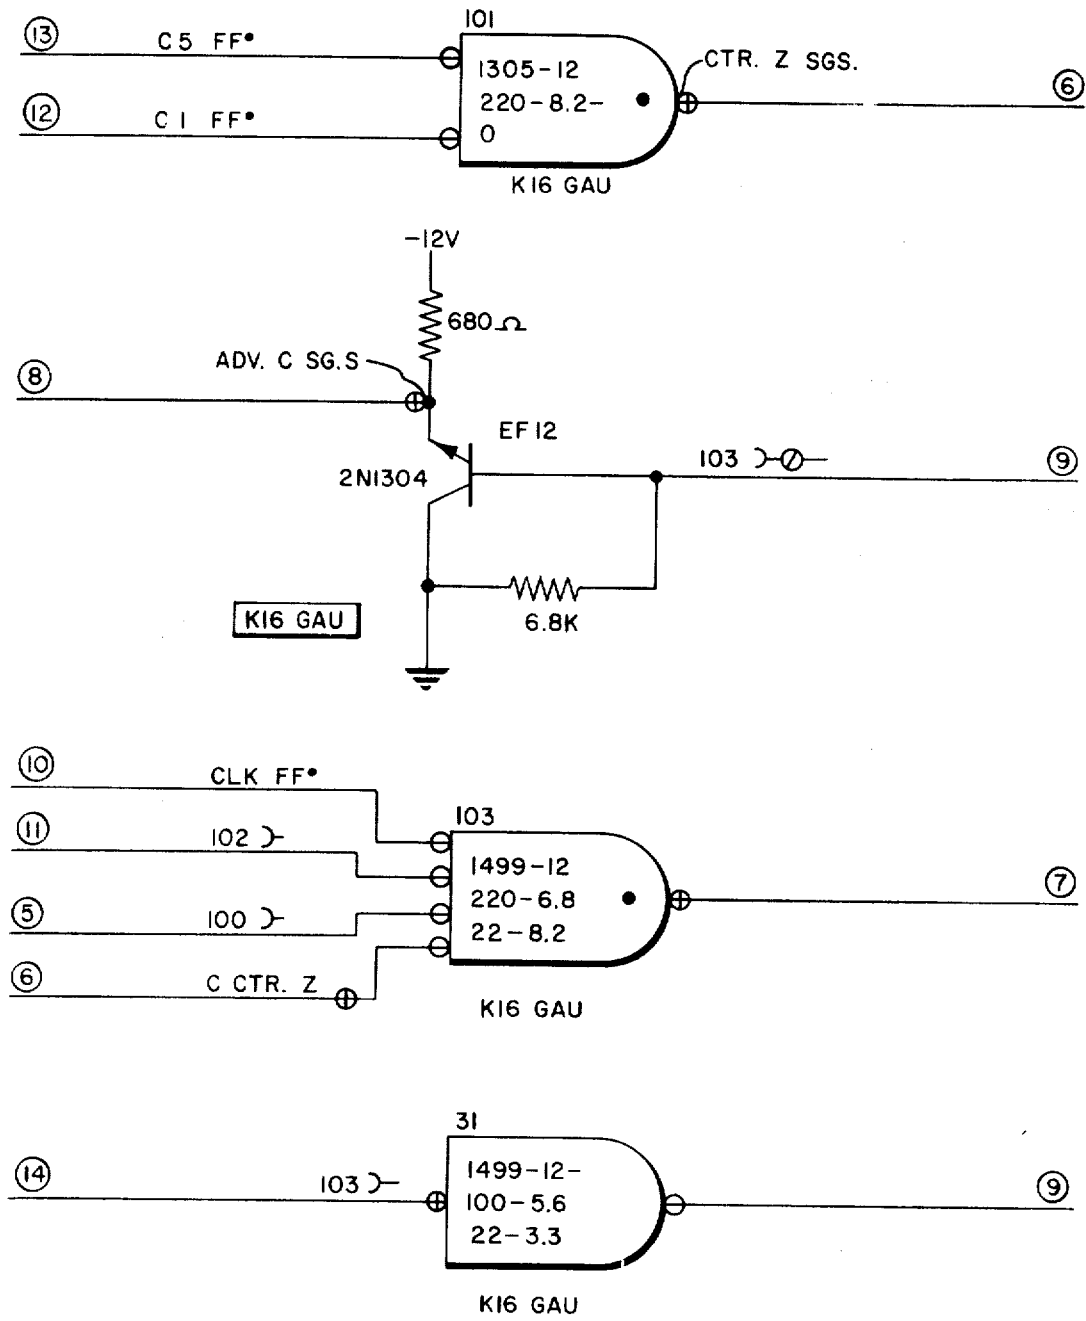 101
13 C5 FF•
1305-12
220-8.2-
0
CTR. Z SGS.
6
12 C1 FF•
K16 GAU
-12V
680Ω
ADV. C SG.S
8
EF12
2N1304
103
9
6.8K
K16 GAU
10 CLK FF•
103
11 102
1499-12
220-6.8
22-8.2
7
5 100
6 C CTR. Z
K16 GAU
31
14 103
1499-12-
100-5.6
22-3.3
9
K16 GAU